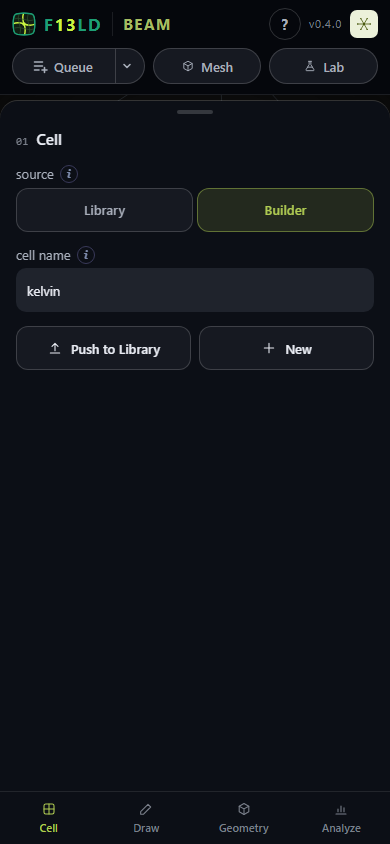 F13LD BEAM ? v0.4.0
Queue Mesh Lab
01 Cell
source i
Library Builder
cell name i
kelvin
Push to Library New
Cell Draw Geometry Analyze